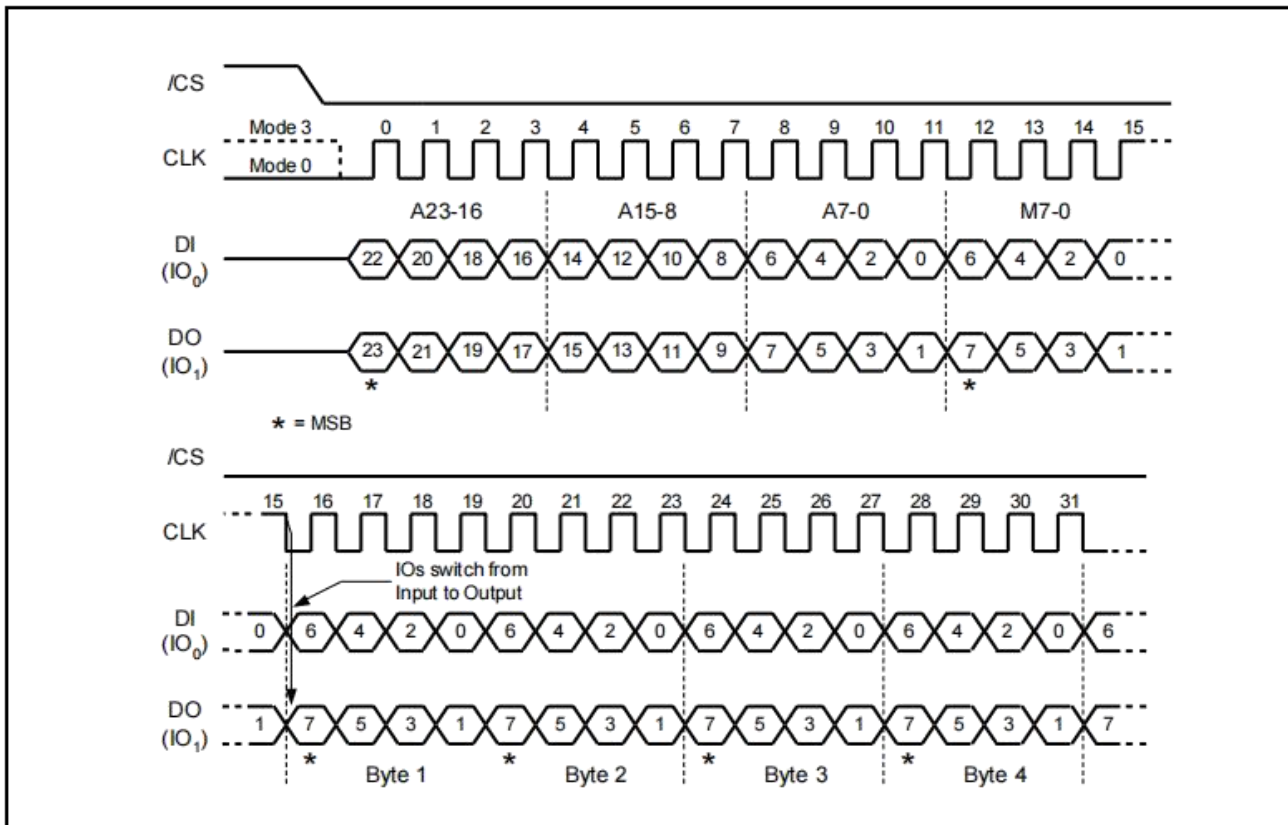 /CS
Mode 3 0 1 2 3 4 5 6 7 8 9 10 11 12 13 14 15
CLK
Mode 0
A23-16 A15-8 A7-0 M7-0
DI
(IO0) 22 20 18 16 14 12 10 8 6 4 2 0 6 4 2 0
DO
(IO1) 23 21 19 17 15 13 11 9 7 5 3 1 7 5 3 1
* *
* = MSB
/CS
15 16 17 18 19 20 21 22 23 24 25 26 27 28 29 30 31
CLK
IOs switch from
Input to Output
DI
(IO0) 0 6 4 2 0 6 4 2 0 6 4 2 0 6 4 2 0 6
DO
(IO1) 1 7 5 3 1 7 5 3 1 7 5 3 1 7 5 3 1 7
* * * *
Byte 1 Byte 2 Byte 3 Byte 4